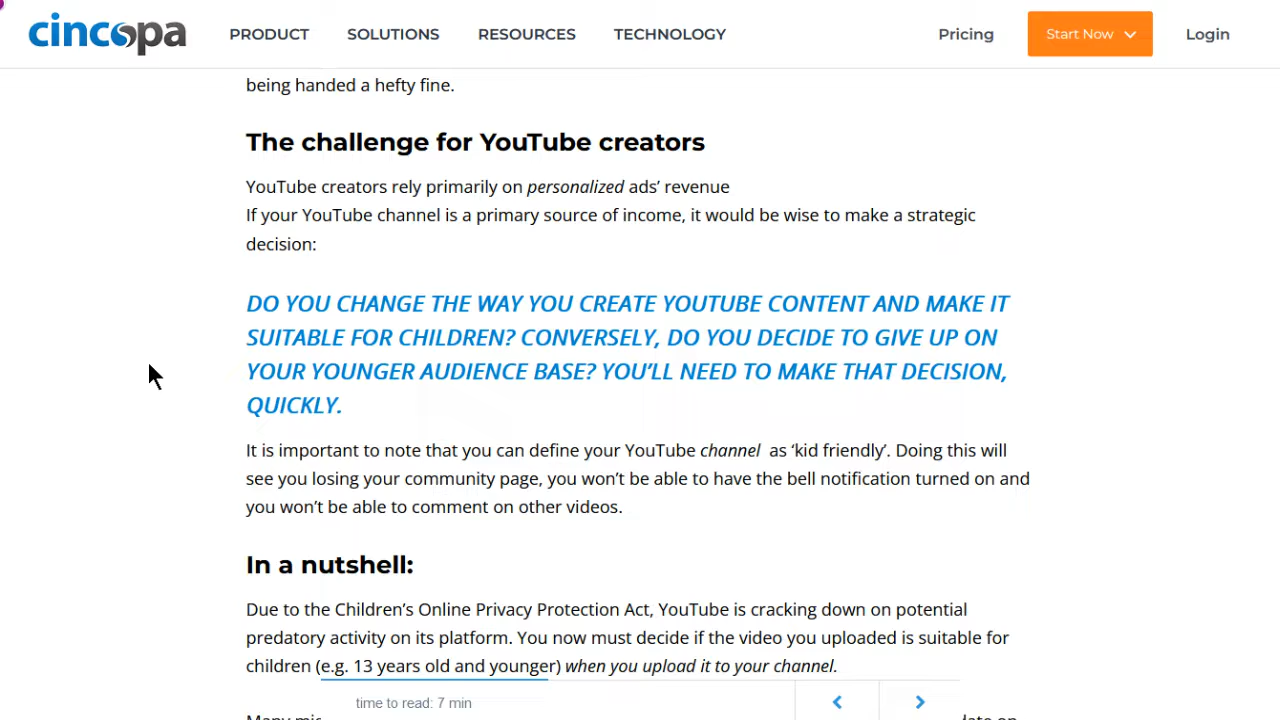 cincopa PRODUCT SOLUTIONS RESOURCES TECHNOLOGY Pricing Start Now Login
being handed a hefty fine.
The challenge for YouTube creators
YouTube creators rely primarily on personalized ads’ revenue
If your YouTube channel is a primary source of income, it would be wise to make a strategic
decision:
DO YOU CHANGE THE WAY YOU CREATE YOUTUBE CONTENT AND MAKE IT
SUITABLE FOR CHILDREN? CONVERSELY, DO YOU DECIDE TO GIVE UP ON
YOUR YOUNGER AUDIENCE BASE? YOU’LL NEED TO MAKE THAT DECISION,
QUICKLY.
It is important to note that you can define your YouTube channel as ‘kid friendly’. Doing this will
see you losing your community page, you won’t be able to have the bell notification turned on and
you won’t be able to comment on other videos.
In a nutshell:
Due to the Children’s Online Privacy Protection Act, YouTube is cracking down on potential
predatory activity on its platform. You now must decide if the video you uploaded is suitable for
children (e.g. 13 years old and younger) when you upload it to your channel.
time to read: 7 min